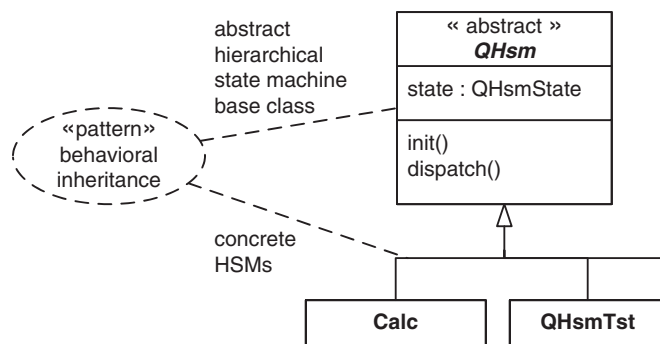 abstract
hierarchical
state machine
base class
« abstract »
QHsm
state : QHsmState
init()
dispatch()
«pattern»
behavioral
inheritance
concrete
HSMs
Calc
QHsmTst